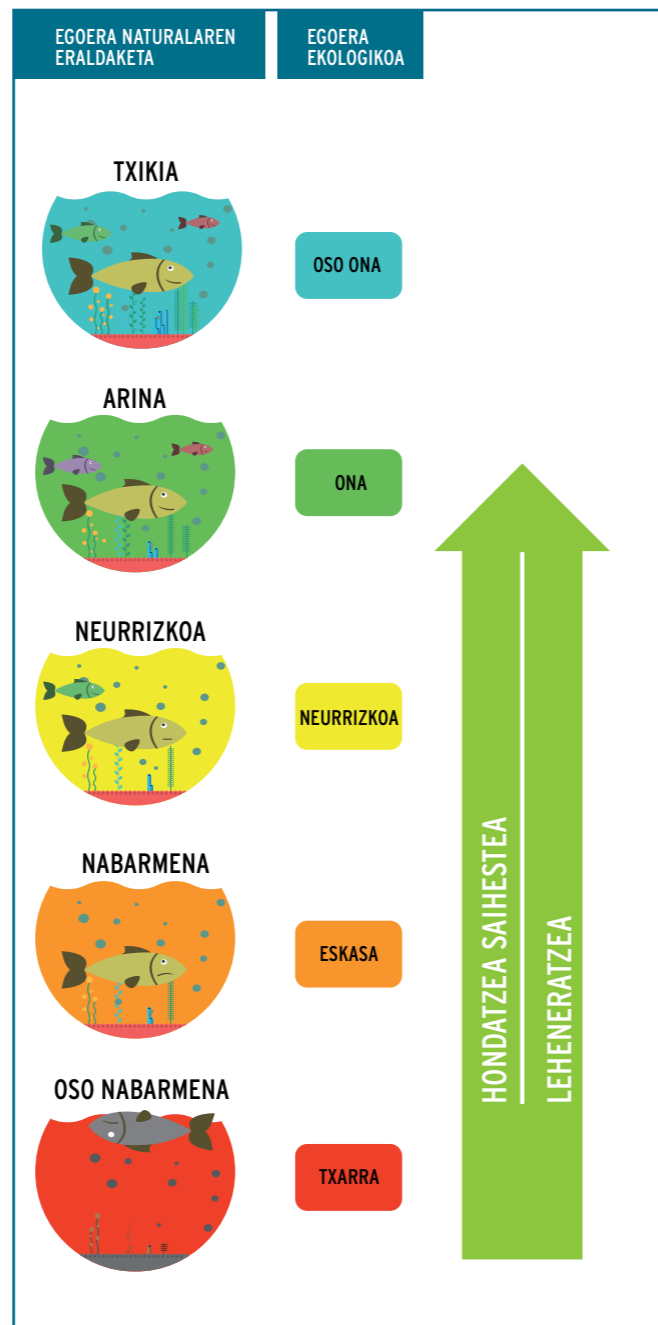 EGOERA NATURALAREN
ERALDAKETA
EGOERA
EKOLOGIKOA
TXIKIA
OSO ONA
ARINA
ONA
NEURRIZKOA
NEURRIZKOA
NABARMENA
ESKASA
OSO NABARMENA
TXARRA
HONDATZEA SAIHESTEA
LEHENERATZEA